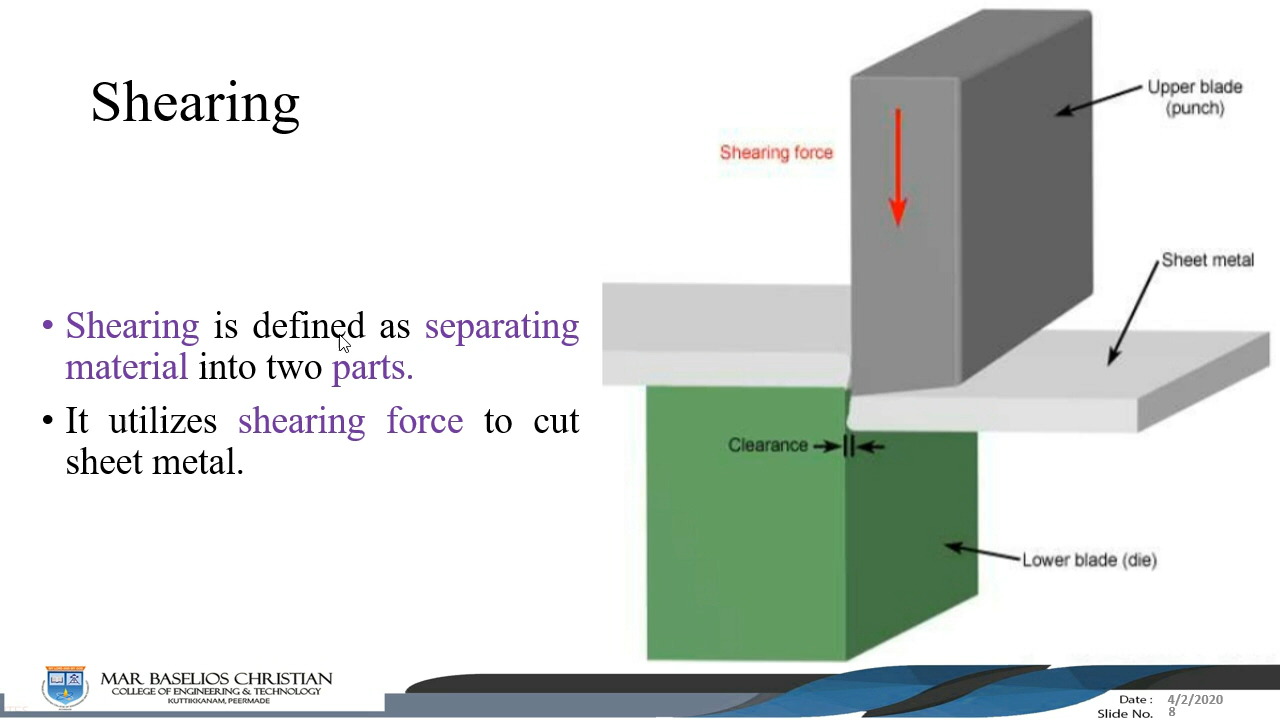 Shearing
Upper blade
(punch)
Shearing force
Sheet metal
• Shearing is defined as separating
material into two parts.
• It utilizes shearing force to cut
sheet metal.
Clearance
Lower blade (die)
MAR BASELIOS CHRISTIAN
COLLEGE OF ENGINEERING & TECHNOLOGY
KUTTIKKANAM, PEERMADE
Date : 4/2/2020
Slide No. 8